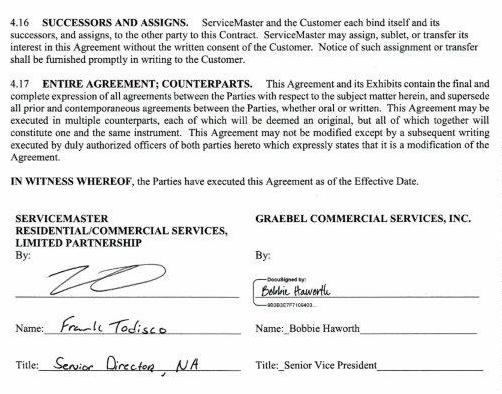 4.16 SUCCESSORS AND ASSIGNS. ServiceMaster and the Customer each bind itself and its
successors, and assigns, to the other party to this Contract. ServiceMaster may assign, sublet, or transfer its
interest in this Agreement without the written consent of the Customer. Notice of such assignment or transfer
shall be furnished promptly in writing to the Customer.
4.17 ENTIRE AGREEMENT; COUNTERPARTS. This Agreement and its Exhibits contain the final and
complete expression of all agreements between the Parties with respect to the subject matter herein, and supersede
all prior and contemporaneous agreements between the Parties, whether oral or written. This Agreement may be
executed in multiple counterparts, each of which will be deemed an original, but all of which together will
constitute one and the same instrument. This Agreement may not be modified except by a subsequent writing
executed by duly authorized officers of both parties hereto which expressly states that it is a modification of the
Agreement.
IN WITNESS WHEREOF, the Parties have executed this Agreement as of the Effective Date.
SERVICEMASTER
RESIDENTIAL/COMMERCIAL SERVICES,
LIMITED PARTNERSHIP
By:
Name: Frank Todisco
Title: Senior Director, NA
GRAEBEL COMMERCIAL SERVICES, INC.
By:
DocuSigned by:
Bobbie Haworth
Name: Bobbie Haworth
Title: Senior Vice President